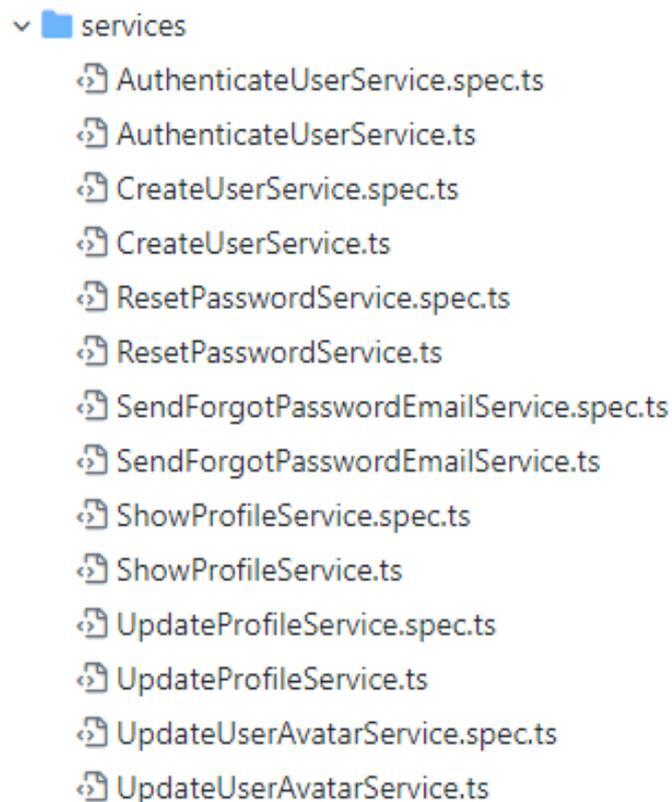 services
AuthenticateUserService.spec.ts
AuthenticateUserService.ts
CreateUserService.spec.ts
CreateUserService.ts
ResetPasswordService.spec.ts
ResetPasswordService.ts
SendForgotPasswordEmailService.spec.ts
SendForgotPasswordEmailService.ts
ShowProfileService.spec.ts
ShowProfileService.ts
UpdateProfileService.spec.ts
UpdateProfileService.ts
UpdateUserAvatarService.spec.ts
UpdateUserAvatarService.ts